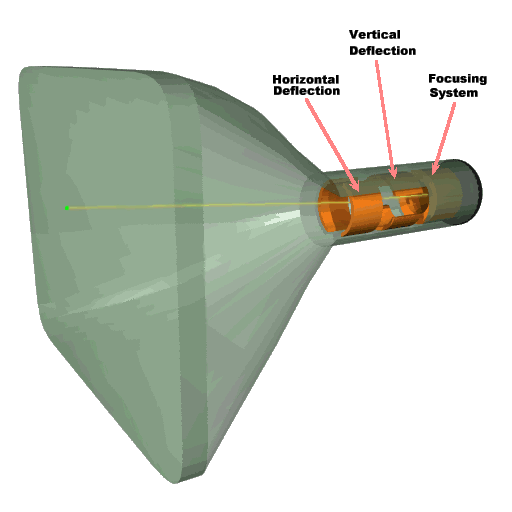 Vertical
Deflection
Horizontal
Deflection
Focusing
System